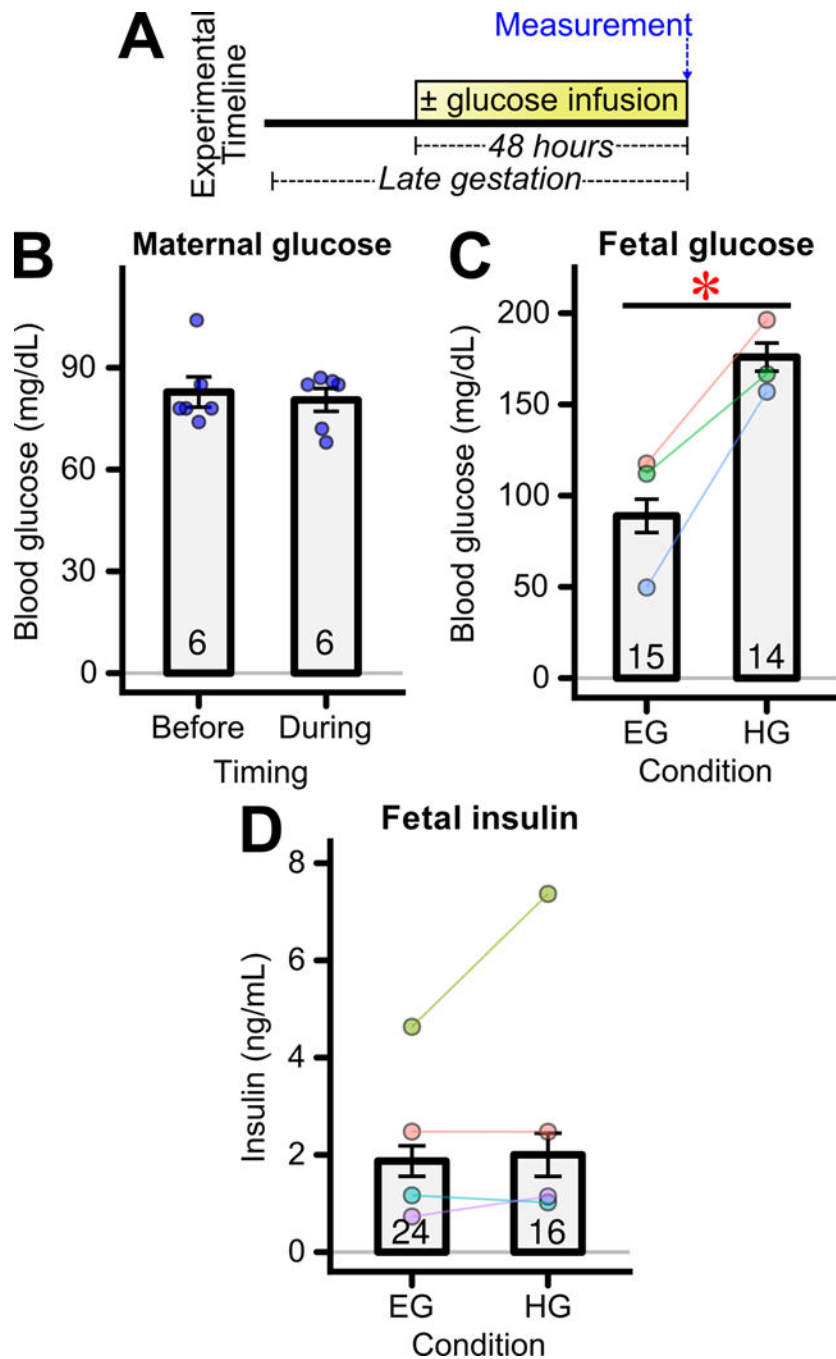 A
Experimental
Timeline
Measurement
± glucose infusion
48 hours
Late gestation
B
Maternal glucose
Blood glucose (mg/dL)
90
60
30
0
6
6
Before
During
Timing
C
Fetal glucose
*
Blood glucose (mg/dL)
200
150
100
50
0
15
14
EG
HG
Condition
D
Fetal insulin
Insulin (ng/mL)
8
6
4
2
0
24
16
EG
HG
Condition